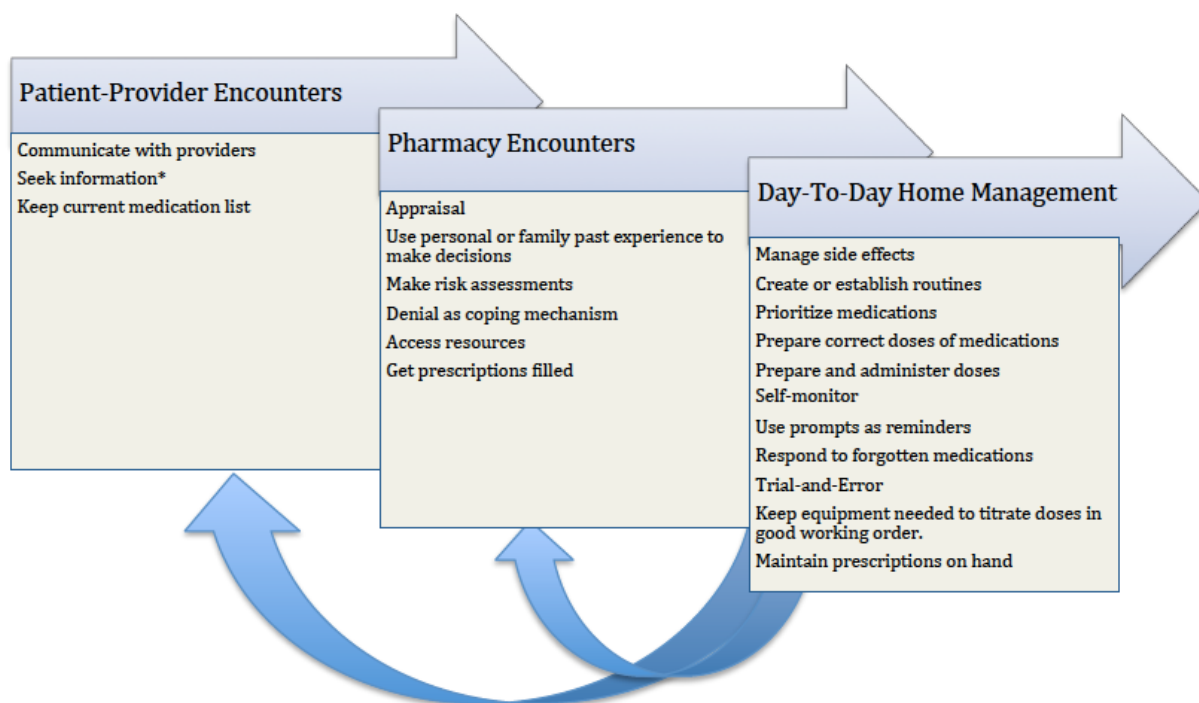 Patient-Provider Encounters
Communicate with providers
Seek information*
Keep current medication list
Pharmacy Encounters
Appraisal
Use personal or family past experience to
make decisions
Make risk assessments
Denial as coping mechanism
Access resources
Get prescriptions filled
Day-To-Day Home Management
Manage side effects
Create or establish routines
Prioritize medications
Prepare correct doses of medications
Prepare and administer doses
Self-monitor
Use prompts as reminders
Respond to forgotten medications
Trial-and-Error
Keep equipment needed to titrate doses in
good working order.
Maintain prescriptions on hand